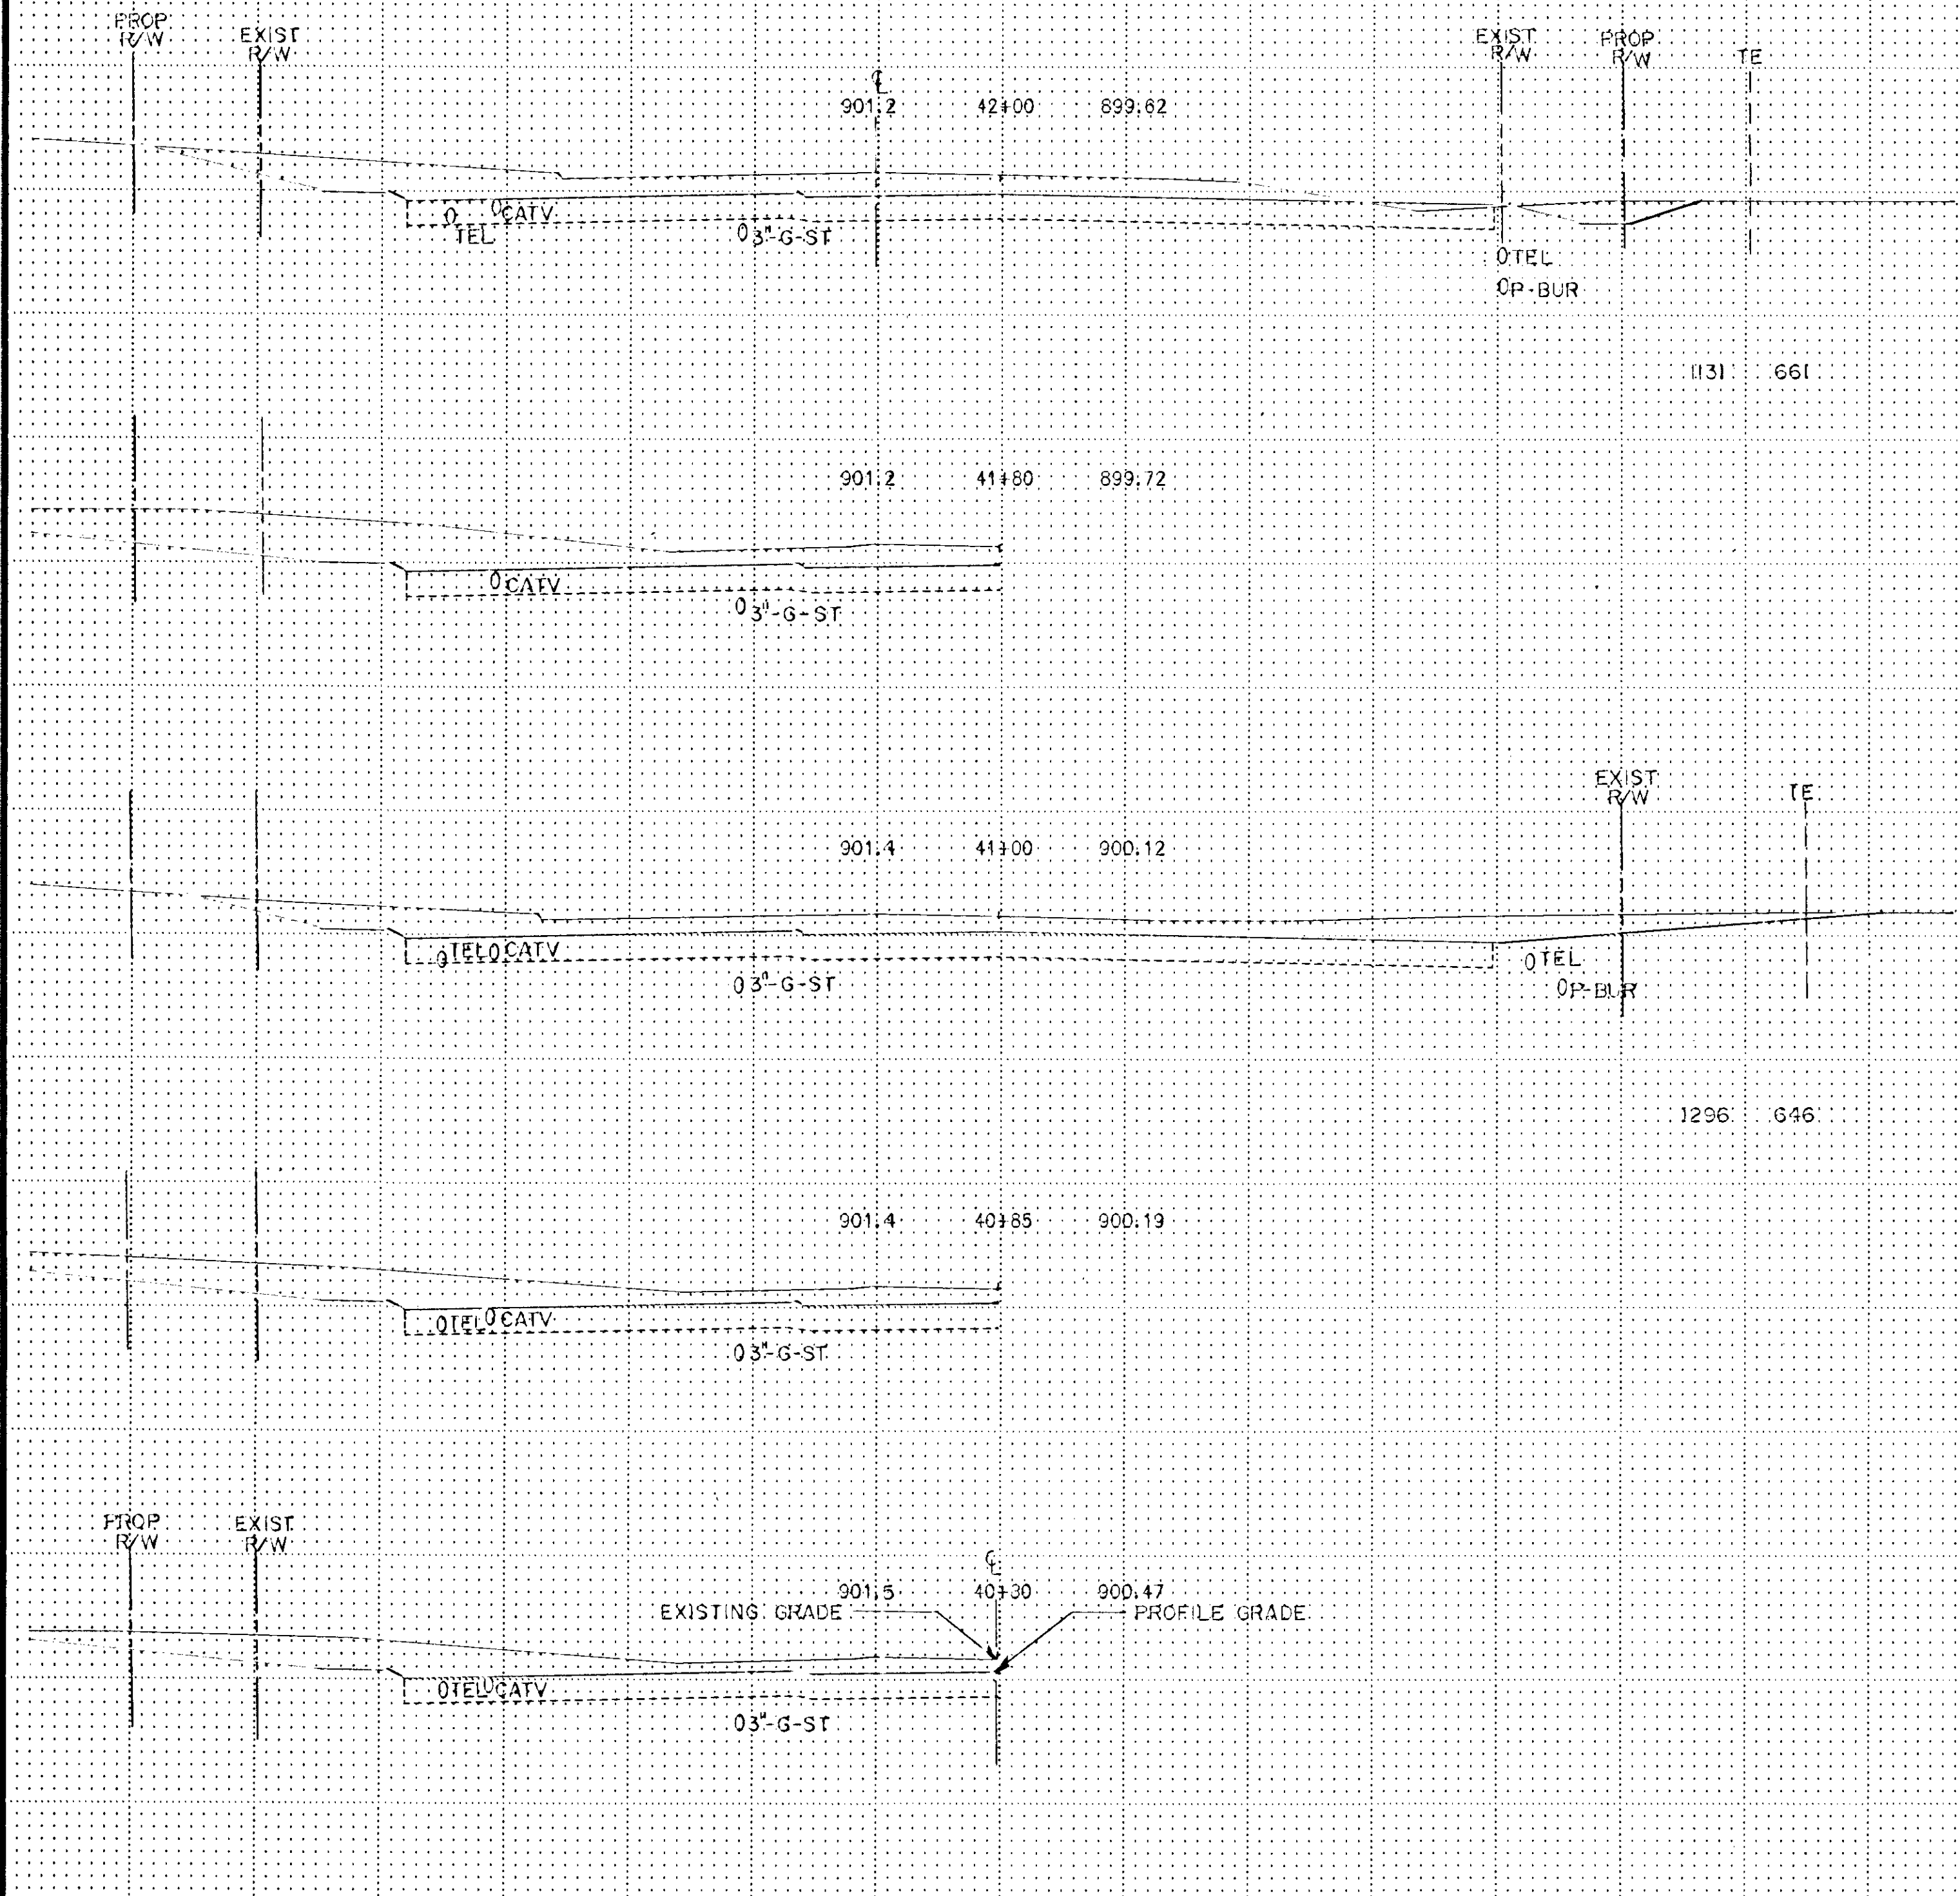 PROP R/W
EXIST R/W
EXIST R/W
PROP R/W
TE
℄
901.2 42+00 899.62
TEL
CATV
3"-G-ST
TEL
P-BUR
1131 661
901.2 41+80 899.72
CATV
3"-G-ST
EXIST R/W
TE
901.4 41+00 900.12
TEL CATV
3"-G-ST
TEL
P-BUR
1296 646
901.4 40+85 900.19
TEL CATV
3"-G-ST
PROP R/W
EXIST R/W
℄
901.5 40+30 900.47
EXISTING GRADE
PROFILE GRADE
TEL CATV
3"-G-ST